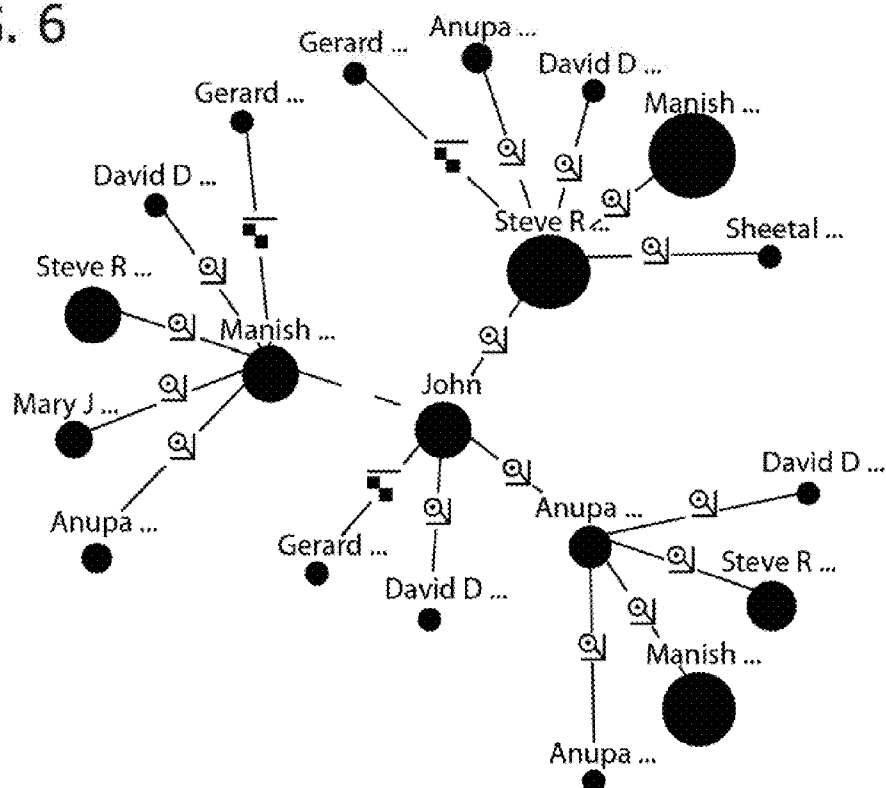 . 6
Anupa ...
Gerard ...
David D ...
Gerard ...
Manish ...
David D ...
Steve R ...
Sheetal ...
Steve R ...
Manish ...
John
Mary J ...
David D ...
Anupa ...
Anupa ...
Gerard ...
Steve R ...
David D ...
Manish ...
Anupa ...